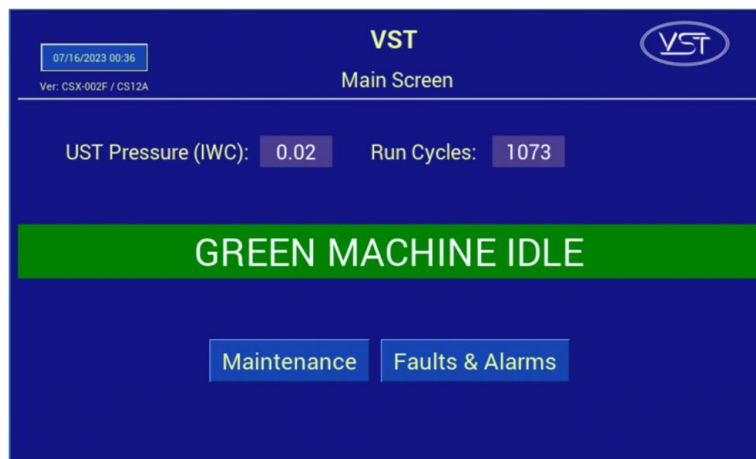 VST
07/16/2023 00:36
Main Screen
VST
Ver: CSX-002F / CS12A
UST Pressure (IWC): 0.02 Run Cycles: 1073
GREEN MACHINE IDLE
Maintenance Faults & Alarms